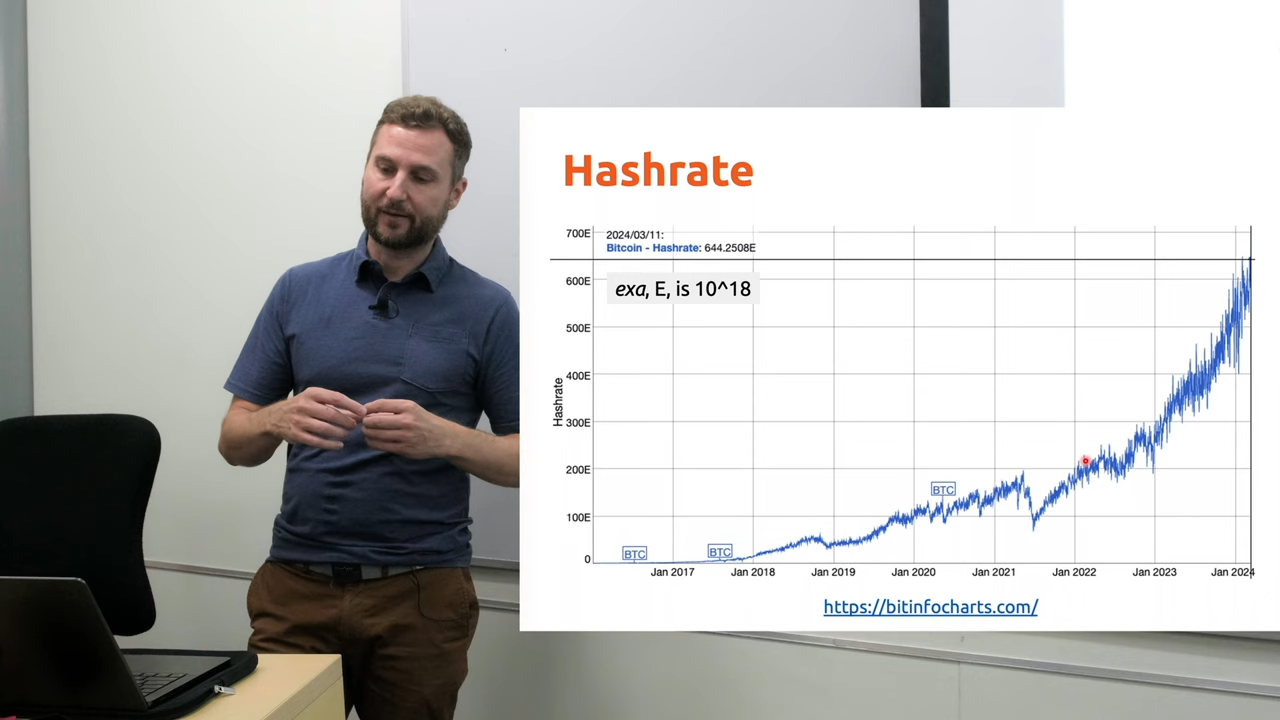 Hashrate
700E
2024/03/11:
Bitcoin - Hashrate: 644.2508E
exa, E, is 10^18
600E
500E
400E
300E
200E
100E
0
Hashrate
BTC
BTC
BTC
Jan 2017
Jan 2018
Jan 2019
Jan 2020
Jan 2021
Jan 2022
Jan 2023
Jan 2024
https://bitinfocharts.com/